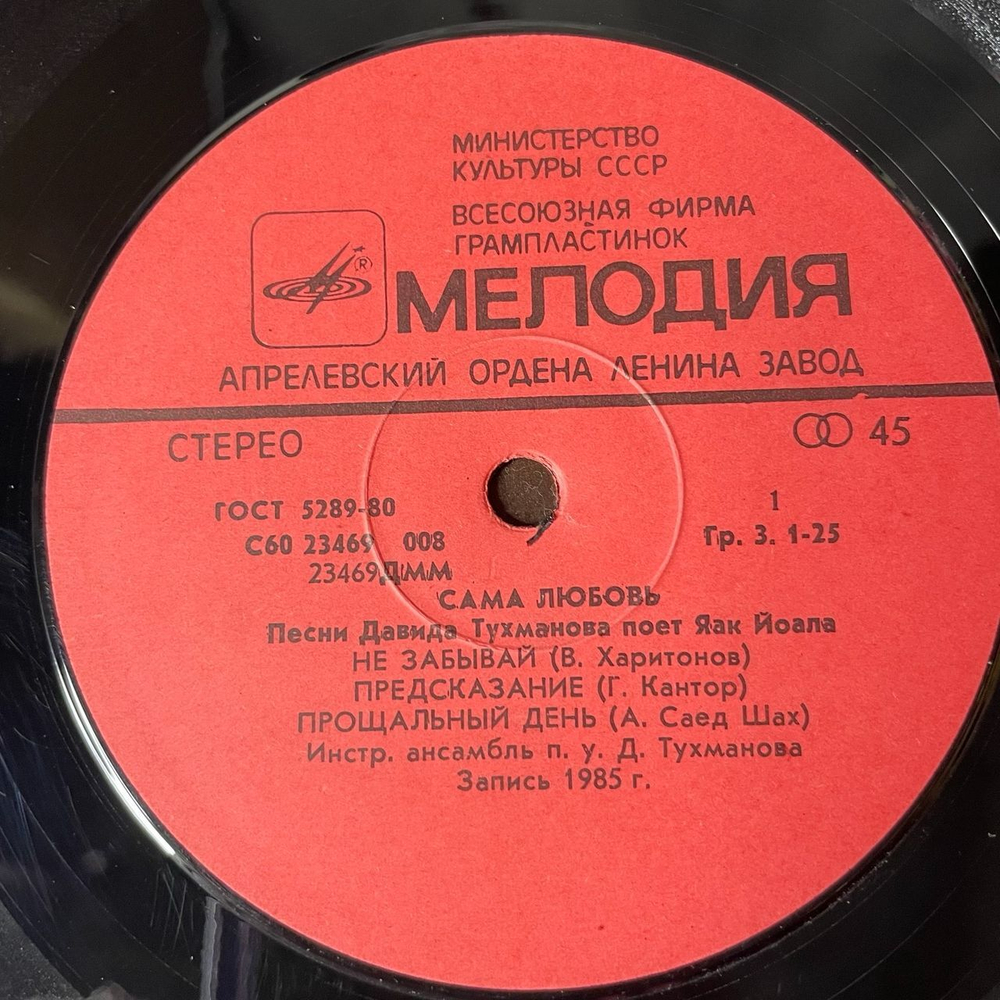 МИНИСТЕРСТВО
КУЛЬТУРЫ СССР
ВСЕСОЮЗНАЯ ФИРМА
ГРАМПЛАСТИНОК
®
МЕЛОДИЯ
АПРЕЛЕВСКИЙ ОРДЕНА ЛЕНИНА ЗАВОД
СТЕРЕО
45
ГОСТ 5289-80
1
С60 23469 008
Гр. 3. 1-25
23469ДММ
САМА ЛЮБОВЬ
Песни Давида Тухманова поет Яак Йоала
НЕ ЗАБЫВАЙ (В. Харитонов)
ПРЕДСКАЗАНИЕ (Г. Кантор)
ПРОЩАЛЬНЫЙ ДЕНЬ (А. Саед Шах)
Инстр. ансамбль п. у. Д. Тухманова
Запись 1985 г.